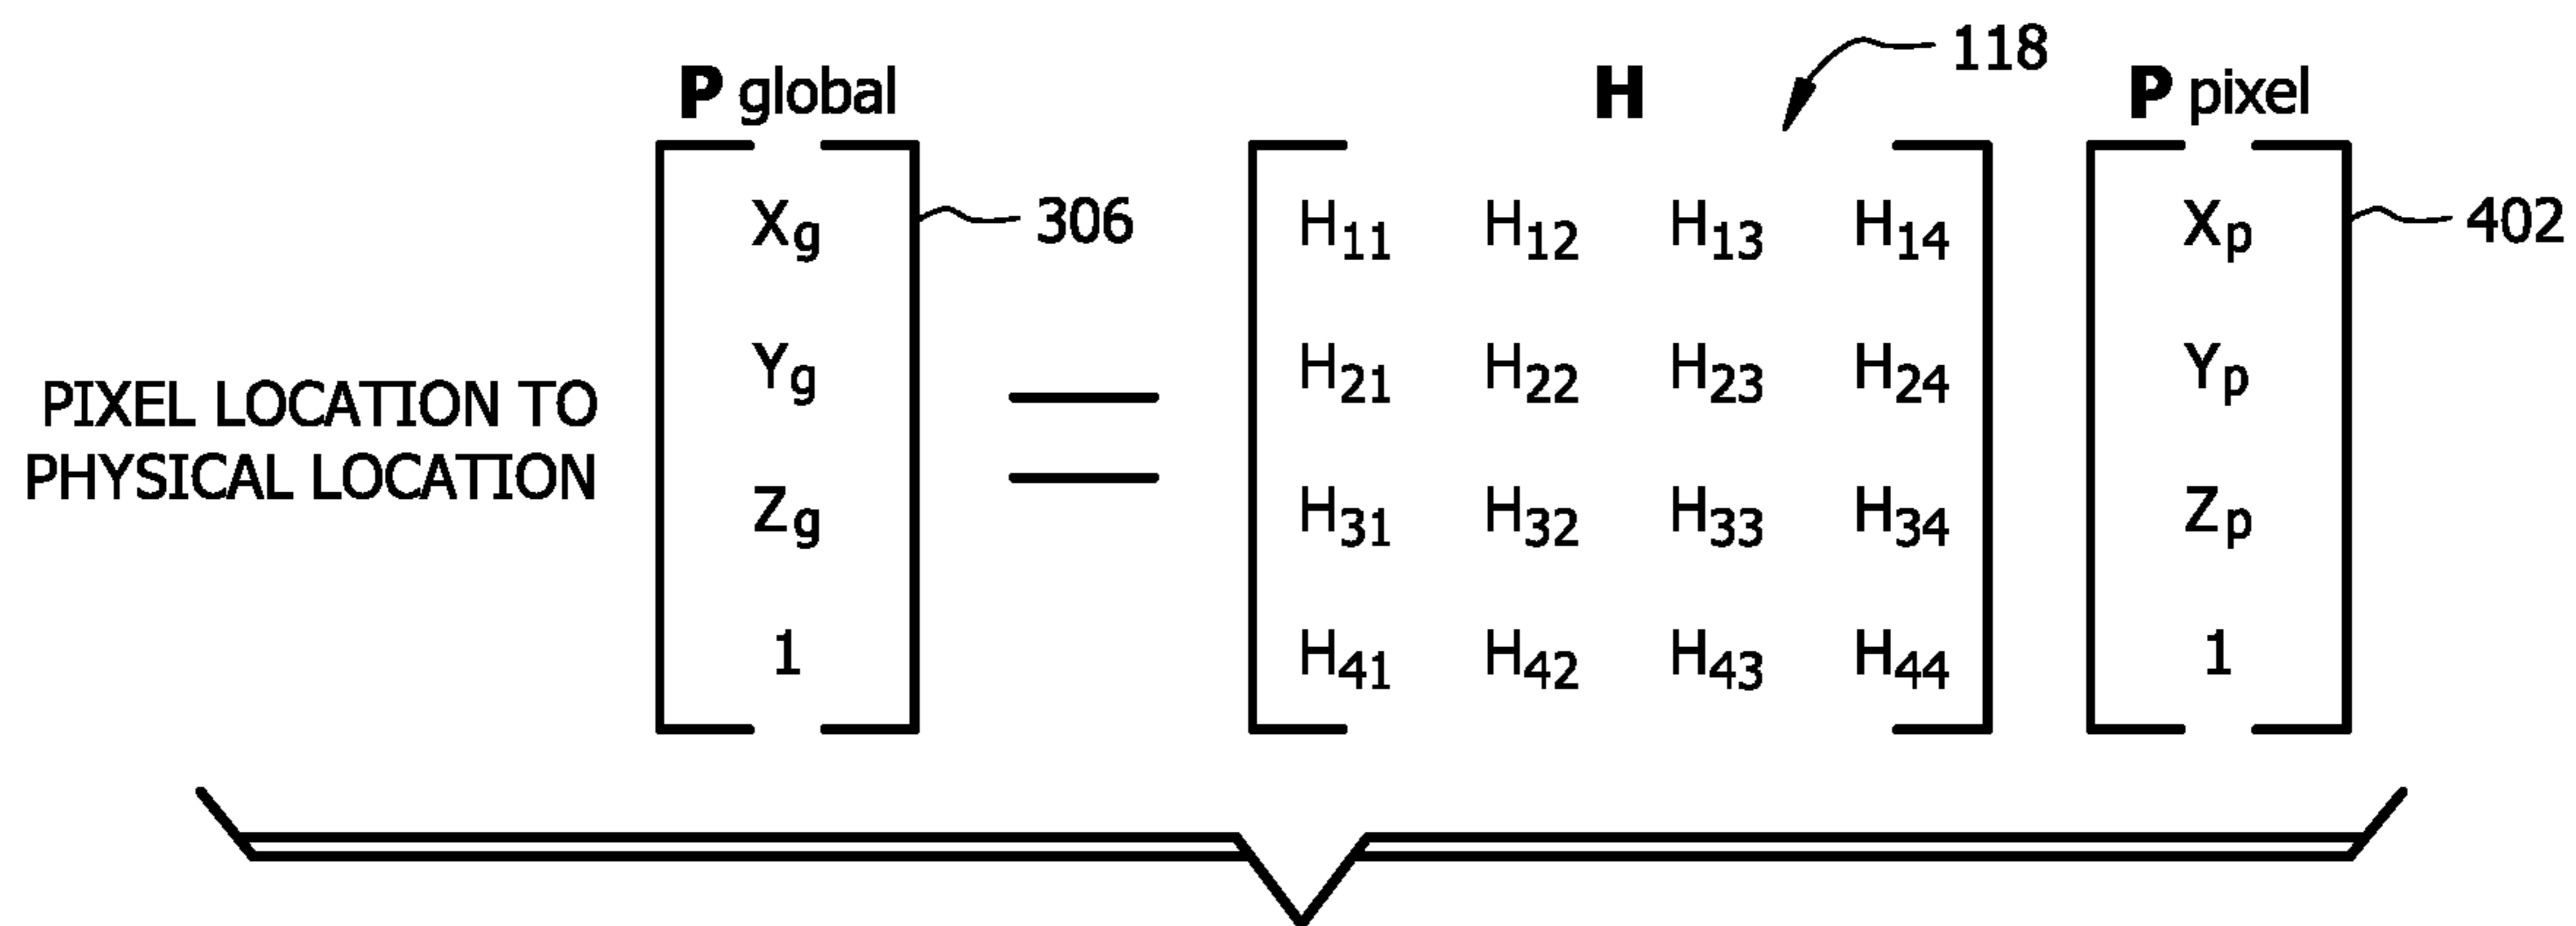 118
P global H P pixel
Xg 306 H11 H12 H13 H14 Xp 402
Yg H21 H22 H23 H24 Yp
PIXEL LOCATION TO
PHYSICAL LOCATION =
Zg H31 H32 H33 H34 Zp
1 H41 H42 H43 H44 1